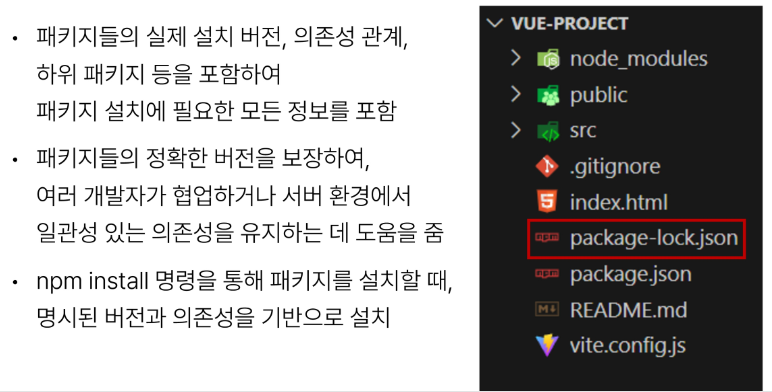 • 패키지들의 실제 설치 버전, 의존성 관계,
하위 패키지 등을 포함하여
패키지 설치에 필요한 모든 정보를 포함
• 패키지들의 정확한 버전을 보장하여,
여러 개발자가 협업하거나 서버 환경에서
일관성 있는 의존성을 유지하는 데 도움을 줌
• npm install 명령을 통해 패키지를 설치할 때,
명시된 버전과 의존성을 기반으로 설치
VUE-PROJECT
node_modules
public
src
.gitignore
index.html
package-lock.json
package.json
README.md
vite.config.js